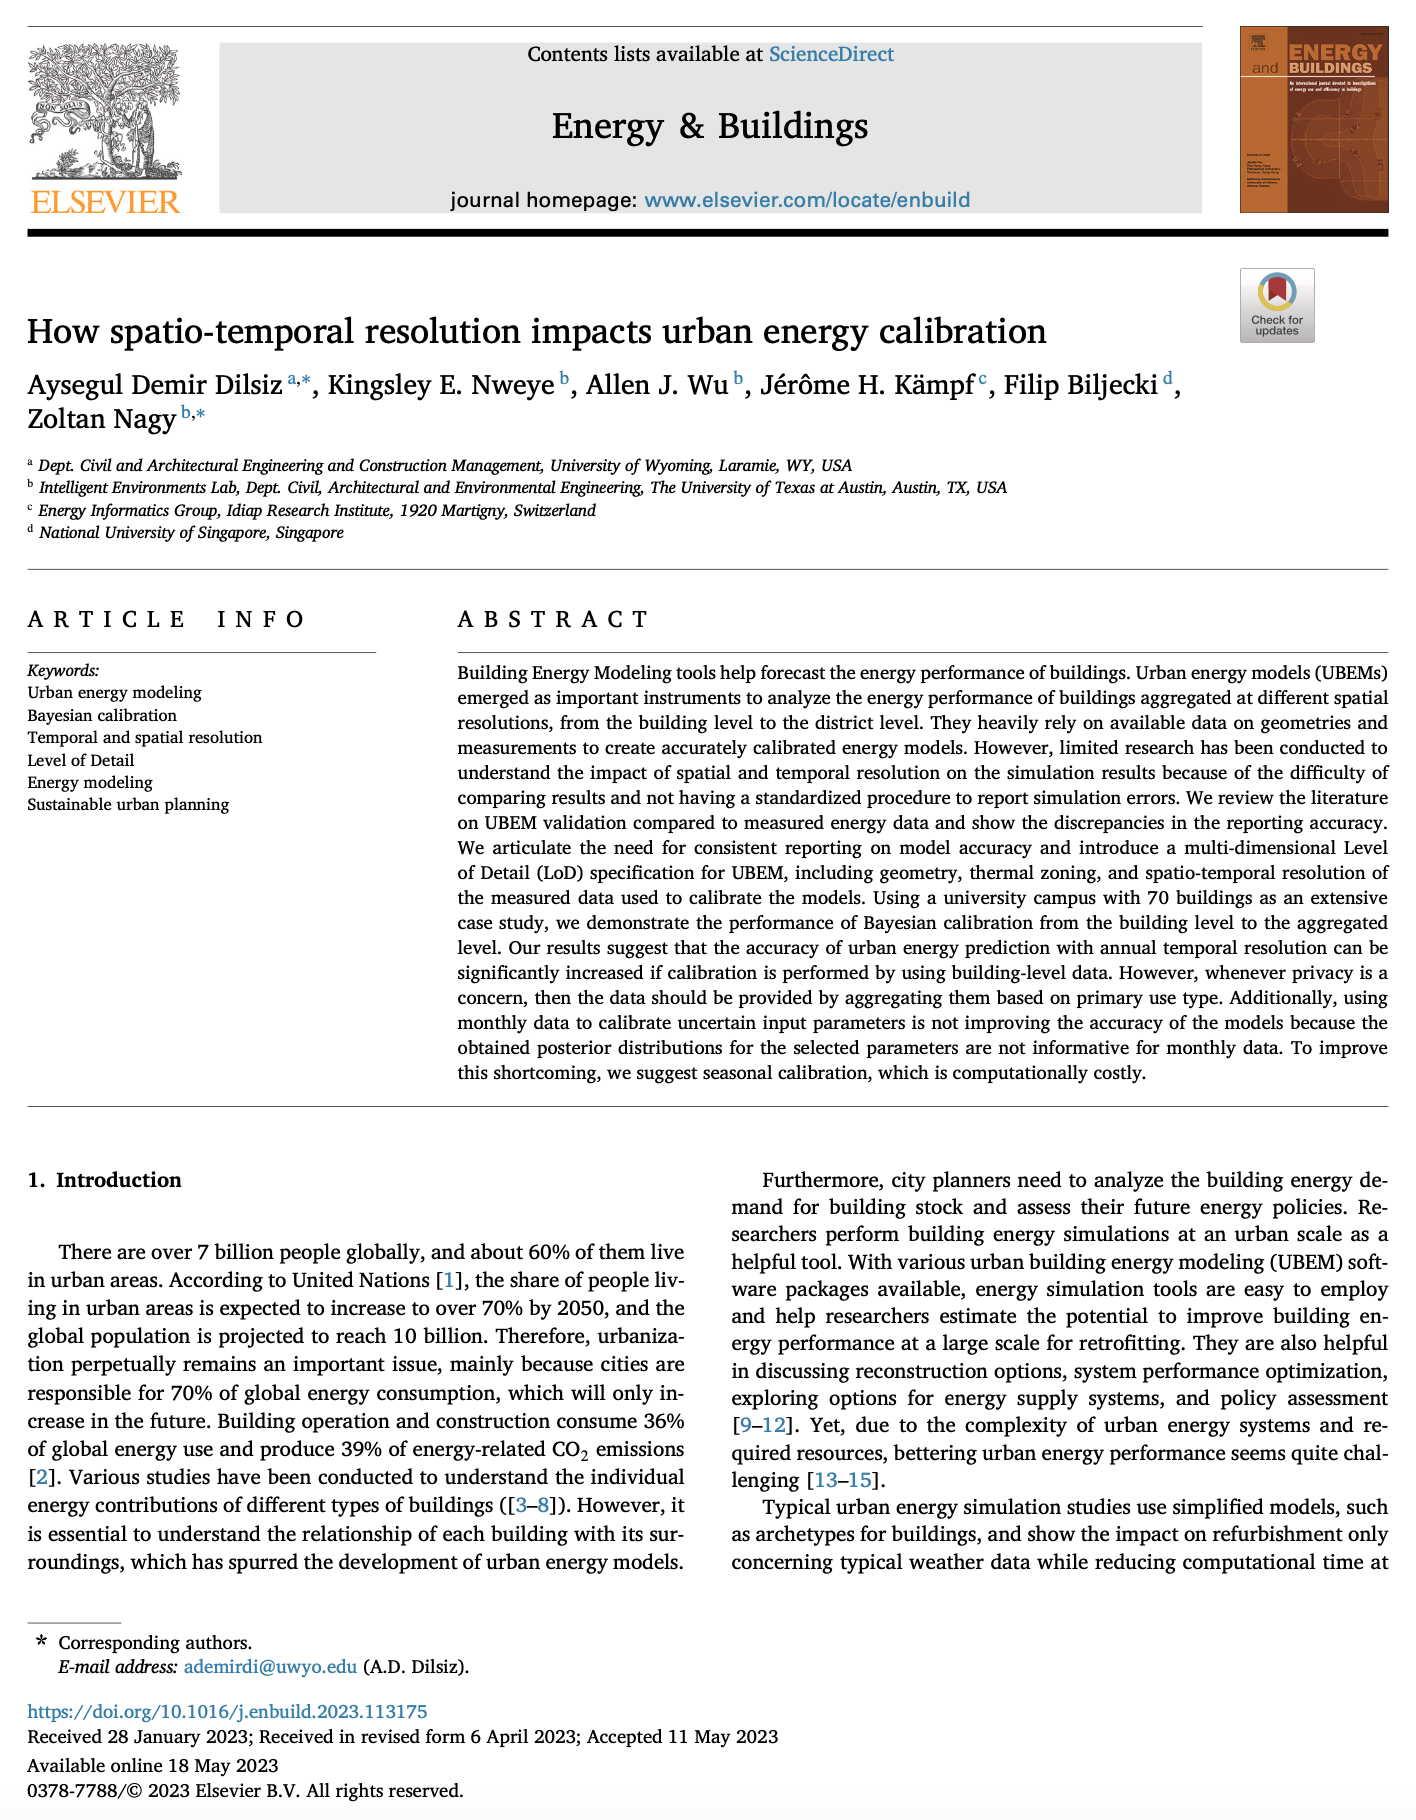 Contents lists available at ScienceDirect
Energy & Buildings
journal homepage: www.elsevier.com/locate/enbuild
NON SOLUS
ELSEVIER
ENERGY
and BUILDINGS
An international journal devoted to investigations
of energy use and efficiency in buildings
Check for
updates
How spatio-temporal resolution impacts urban energy calibration
Aysegul Demir Dilsiz a,*, Kingsley E. Nweye b, Allen J. Wu b, Jérôme H. Kämpf c, Filip Biljecki d,
Zoltan Nagy b,*
a Dept. Civil and Architectural Engineering and Construction Management, University of Wyoming, Laramie, WY, USA
b Intelligent Environments Lab, Dept. Civil, Architectural and Environmental Engineering, The University of Texas at Austin, Austin, TX, USA
c Energy Informatics Group, Idiap Research Institute, 1920 Martigny, Switzerland
d National University of Singapore, Singapore
ARTICLE INFO
Keywords:
Urban energy modeling
Bayesian calibration
Temporal and spatial resolution
Level of Detail
Energy modeling
Sustainable urban planning
ABSTRACT
Building Energy Modeling tools help forecast the energy performance of buildings. Urban energy models (UBEMs)
emerged as important instruments to analyze the energy performance of buildings aggregated at different spatial
resolutions, from the building level to the district level. They heavily rely on available data on geometries and
measurements to create accurately calibrated energy models. However, limited research has been conducted to
understand the impact of spatial and temporal resolution on the simulation results because of the difficulty of
comparing results and not having a standardized procedure to report simulation errors. We review the literature
on UBEM validation compared to measured energy data and show the discrepancies in the reporting accuracy.
We articulate the need for consistent reporting on model accuracy and introduce a multi-dimensional Level
of Detail (LoD) specification for UBEM, including geometry, thermal zoning, and spatio-temporal resolution of
the measured data used to calibrate the models. Using a university campus with 70 buildings as an extensive
case study, we demonstrate the performance of Bayesian calibration from the building level to the aggregated
level. Our results suggest that the accuracy of urban energy prediction with annual temporal resolution can be
significantly increased if calibration is performed by using building-level data. However, whenever privacy is a
concern, then the data should be provided by aggregating them based on primary use type. Additionally, using
monthly data to calibrate uncertain input parameters is not improving the accuracy of the models because the
obtained posterior distributions for the selected parameters are not informative for monthly data. To improve
this shortcoming, we suggest seasonal calibration, which is computationally costly.
1. Introduction
There are over 7 billion people globally, and about 60% of them live
in urban areas. According to United Nations [1], the share of people liv-
ing in urban areas is expected to increase to over 70% by 2050, and the
global population is projected to reach 10 billion. Therefore, urbaniza-
tion perpetually remains an important issue, mainly because cities are
responsible for 70% of global energy consumption, which will only in-
crease in the future. Building operation and construction consume 36%
of global energy use and produce 39% of energy-related CO2 emissions
[2]. Various studies have been conducted to understand the individual
energy contributions of different types of buildings ([3–8]). However, it
is essential to understand the relationship of each building with its sur-
roundings, which has spurred the development of urban energy models.
Furthermore, city planners need to analyze the building energy de-
mand for building stock and assess their future energy policies. Re-
searchers perform building energy simulations at an urban scale as a
helpful tool. With various urban building energy modeling (UBEM) soft-
ware packages available, energy simulation tools are easy to employ
and help researchers estimate the potential to improve building en-
ergy performance at a large scale for retrofitting. They are also helpful
in discussing reconstruction options, system performance optimization,
exploring options for energy supply systems, and policy assessment
[9–12]. Yet, due to the complexity of urban energy systems and re-
quired resources, bettering urban energy performance seems quite chal-
lenging [13–15].
Typical urban energy simulation studies use simplified models, such
as archetypes for buildings, and show the impact on refurbishment only
concerning typical weather data while reducing computational time at
* Corresponding authors.
E-mail address: ademirdi@uwyo.edu (A.D. Dilsiz).
https://doi.org/10.1016/j.enbuild.2023.113175
Received 28 January 2023; Received in revised form 6 April 2023; Accepted 11 May 2023
Available online 18 May 2023
0378-7788/© 2023 Elsevier B.V. All rights reserved.